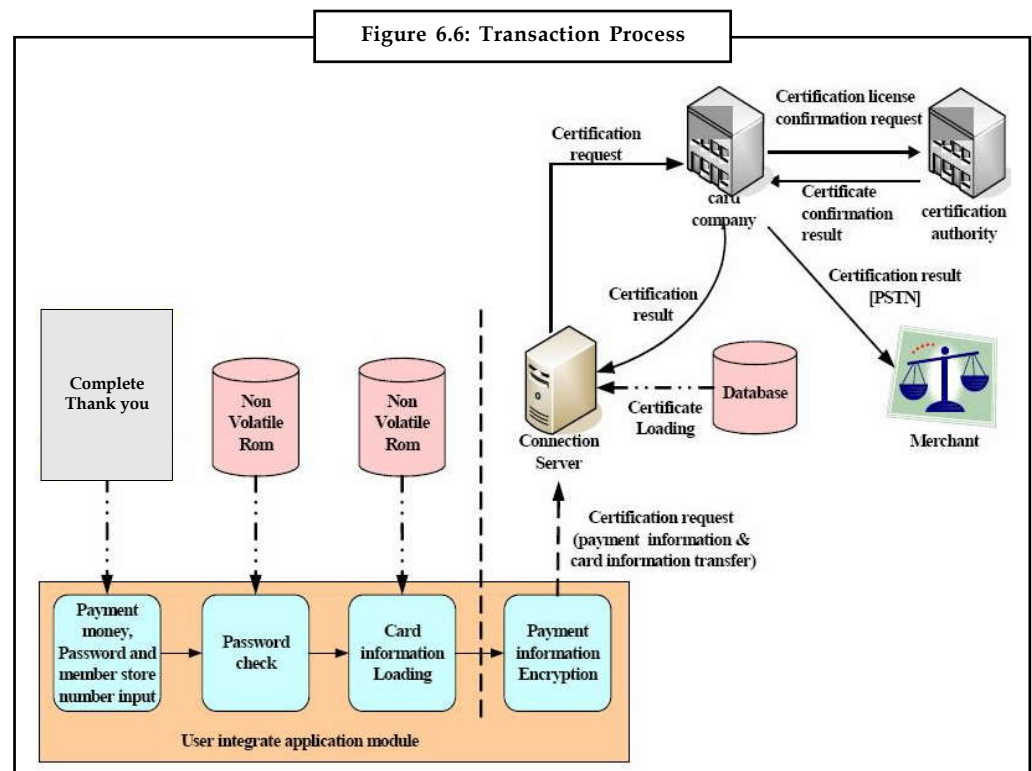 Figure 6.6: Transaction Process
Certification license
confirmation request
Certification
request
card
company
Certificate
confirmation
result
certification
authority
Certification result
[PSTN]
Certification
result
Complete
Thank you
Non
Volatile
Rom
Non
Volatile
Rom
Database
Certificate
Loading
Connection
Server
Merchant
Certification request
(payment information &
card information transfer)
Payment
money,
Password and
member store
number input
Password
check
Card
information
Loading
Payment
information
Encryption
User integrate application module